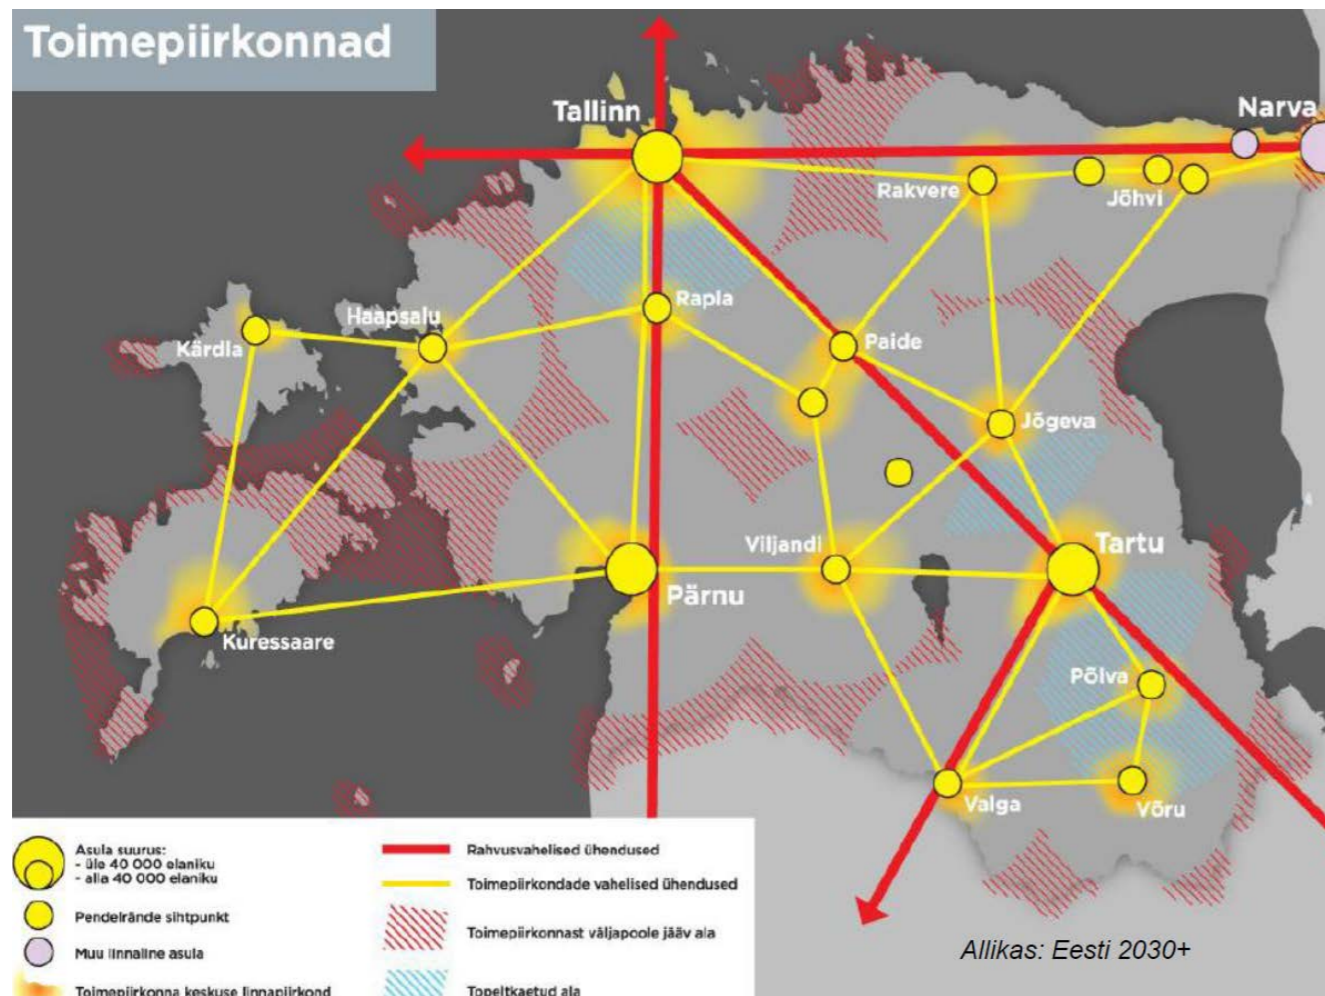 Toimepiirkonnad
Tallinn
Narva
Rakvere
Jõhvi
Rapla
Haapsalu
Kärdla
Paide
Jõgeva
Viljandi
Tartu
Pärnu
Kuressaare
Põlva
Valga
Võru
Asula suurus:
- üle 40 000 elaniku
- alla 40 000 elaniku
Pendelrände sihtpunkt
Muu linnaline asula
Toimepiirkonna keskuse linnapiirkond
Rahvusvahelised ühendused
Toimepiirkondade vahelised ühendused
Toimepiirkonnast väljapoole jääv ala
Topeltkaetud ala
Allikas: Eesti 2030+